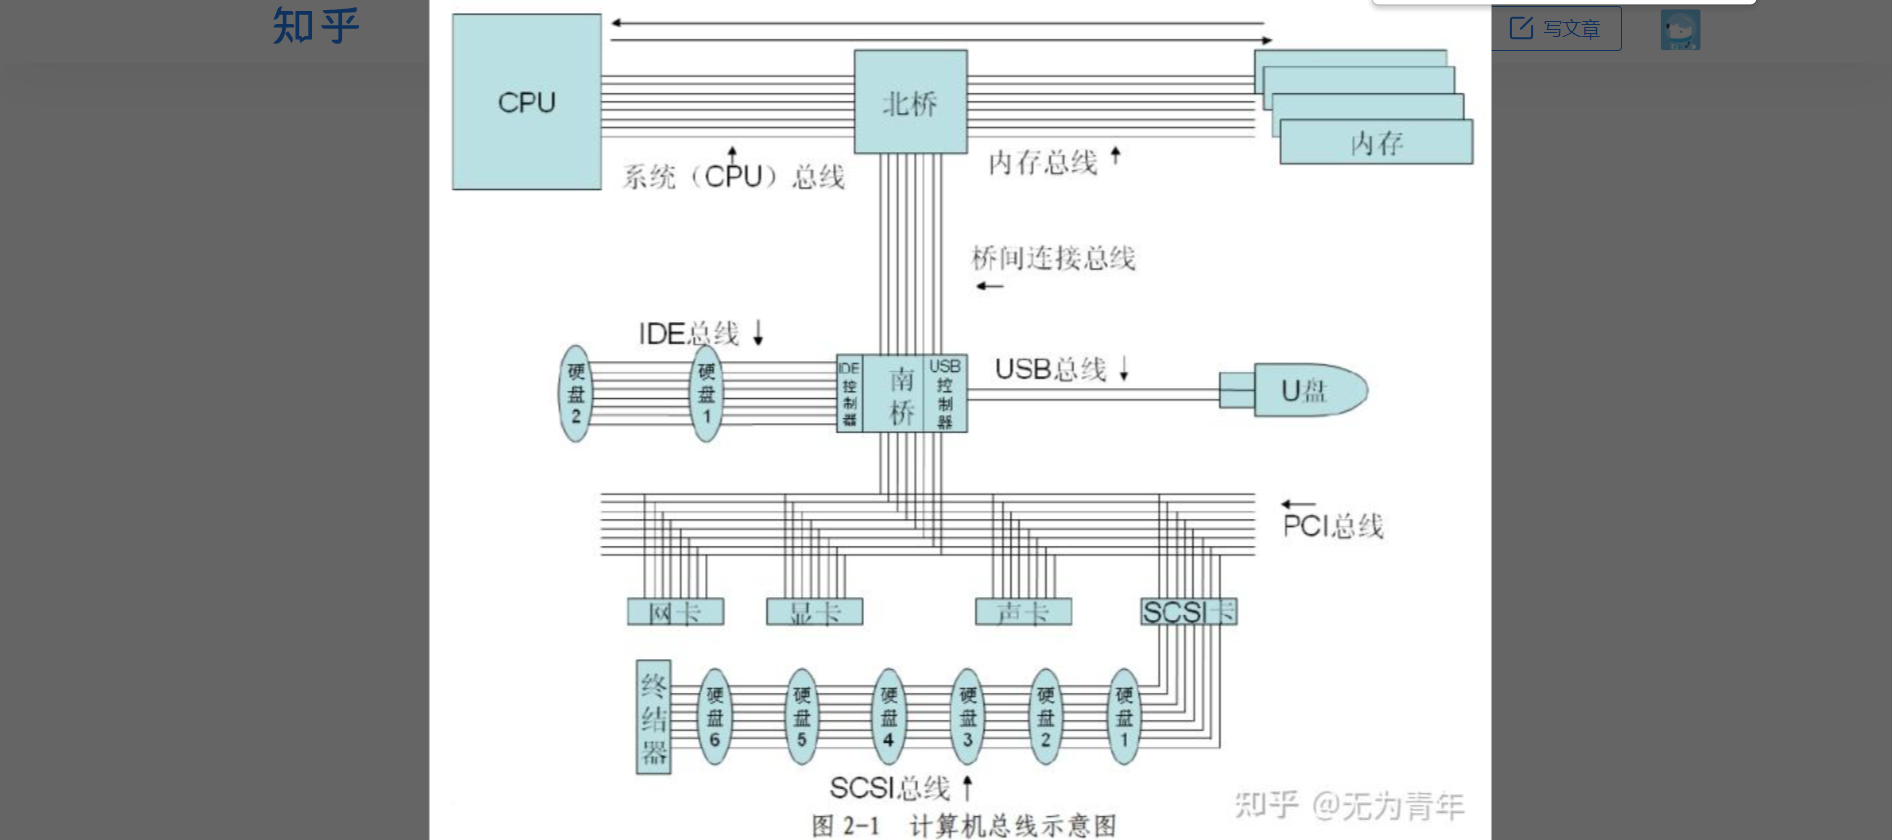 知乎
写文章
CPU
北桥
内存
系统（CPU）总线
内存总线
桥间连接总线
IDE总线
USB总线
硬盘2
硬盘1
IDE控制器
南桥
USB控制器
U盘
PCI总线
网卡
显卡
声卡
SCSI卡
终结器
硬盘6
硬盘5
硬盘4
硬盘3
硬盘2
硬盘1
SCSI总线
知乎 @无为青年
图 2-1 计算机总线示意图